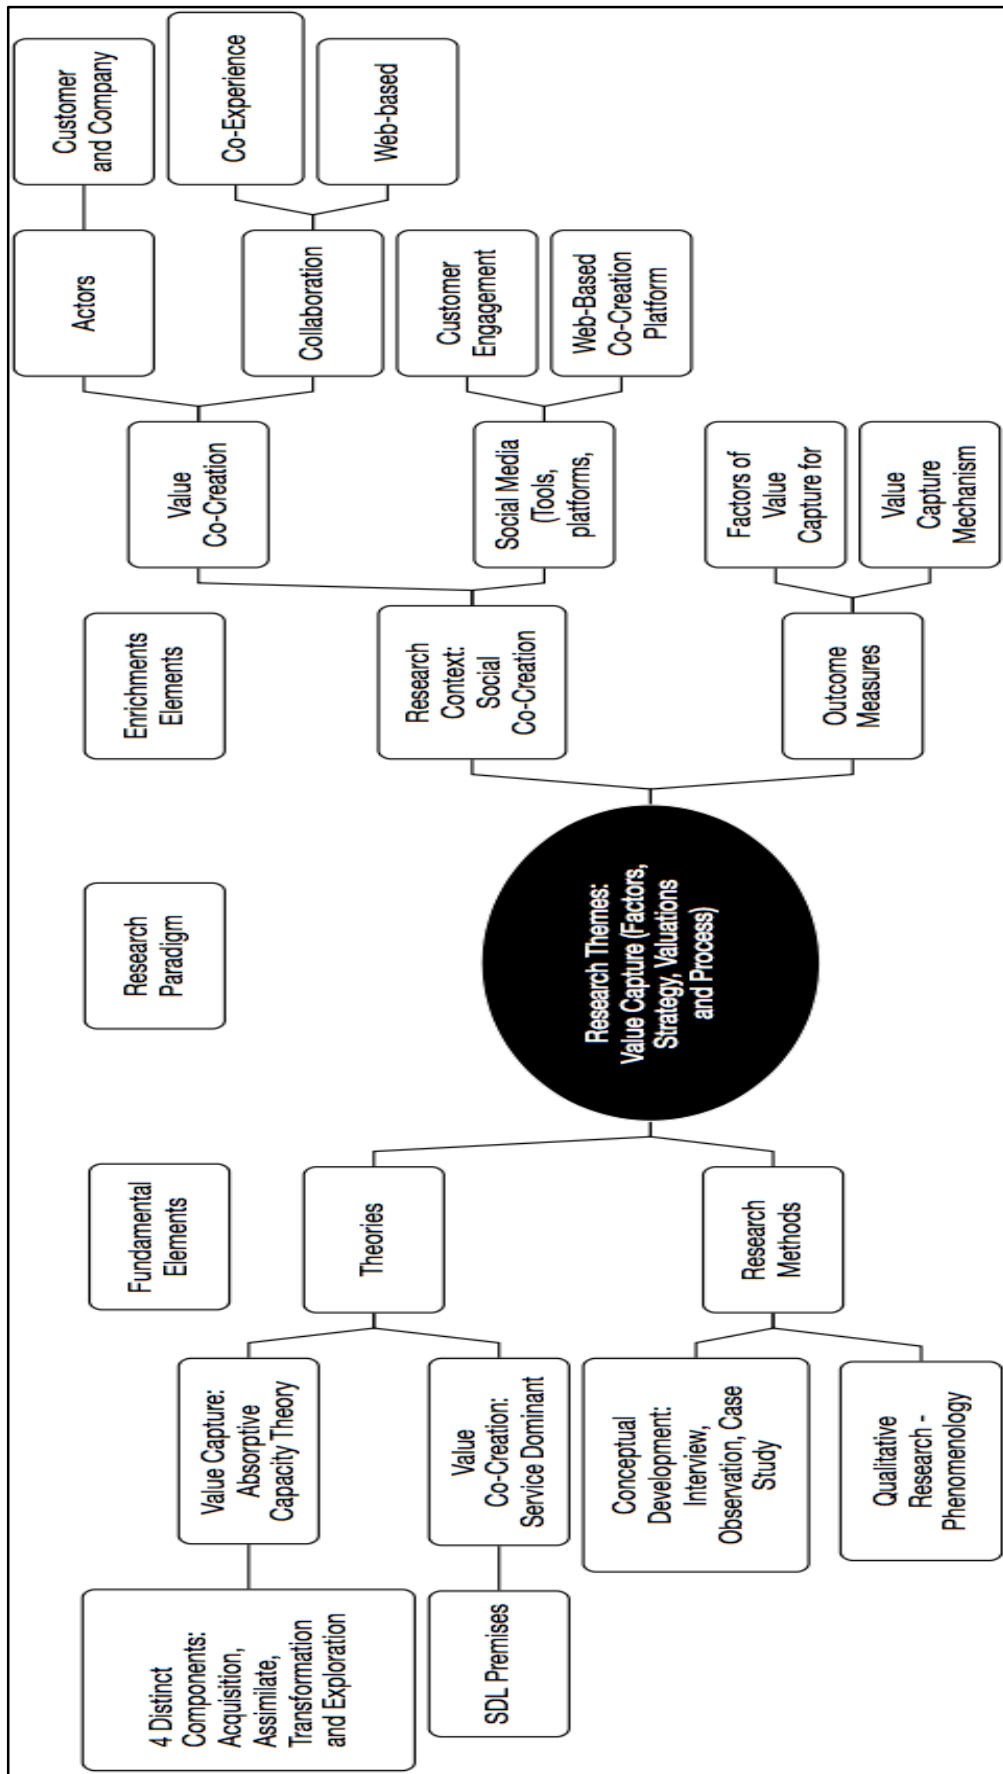 4 Distinct
Components:
Acquisition,
Assimilate,
Transformation
and Exploration
SDL Premises
Value Capture:
Absorptive
Capacity Theory
Value
Co-Creation:
Service Dominant
Conceptual
Development:
Interview,
Observation, Case
Study
Qualitative
Research -
Phenomenology
Fundamental
Elements
Theories
Research
Methods
Research
Paradigm
Research Themes:
Value Capture (Factors,
Strategy, Valuations
and Process)
Enrichments
Elements
Research
Context:
Social
Co-Creation
Outcome
Measures
Value
Co-Creation
Social Media
(Tools,
platforms,
Factors of
Value
Capture for
Value
Capture
Mechanism
Actors
Collaboration
Customer
Engagement
Web-Based
Co-Creation
Platform
Customer
and Company
Co-Experience
Web-based